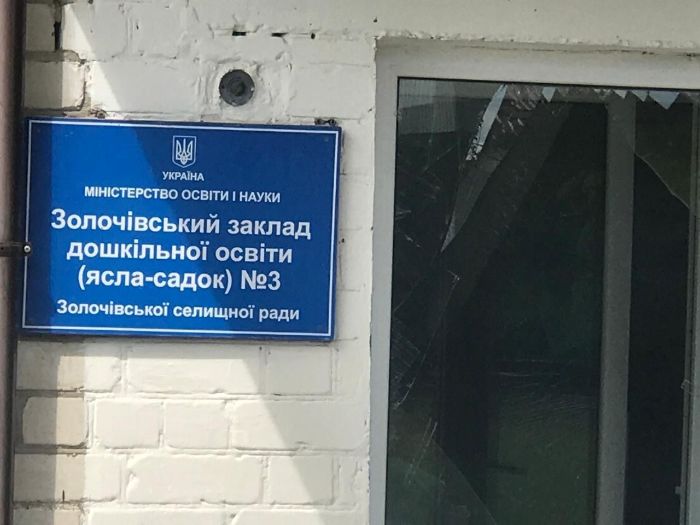 УКРАЇНА
МІНІСТЕРСТВО ОСВІТИ І НАУКИ
Золочівський заклад
дошкільної освіти
(ясла-садок) №3
Золочівської селищної ради